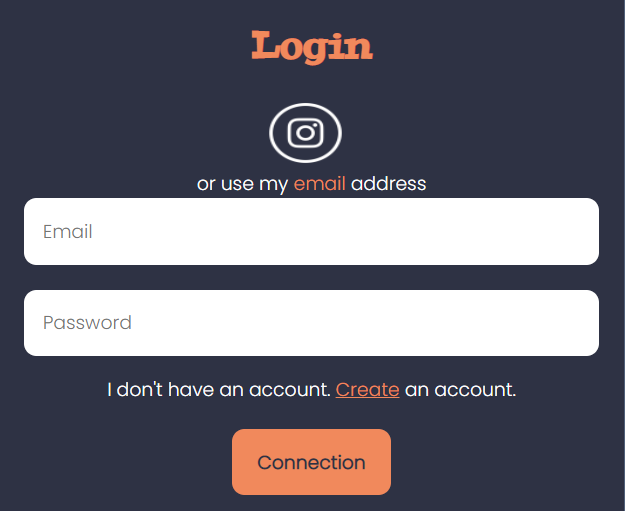 Login
or use my email address
Email
Password
I don't have an account. Create an account.
Connection